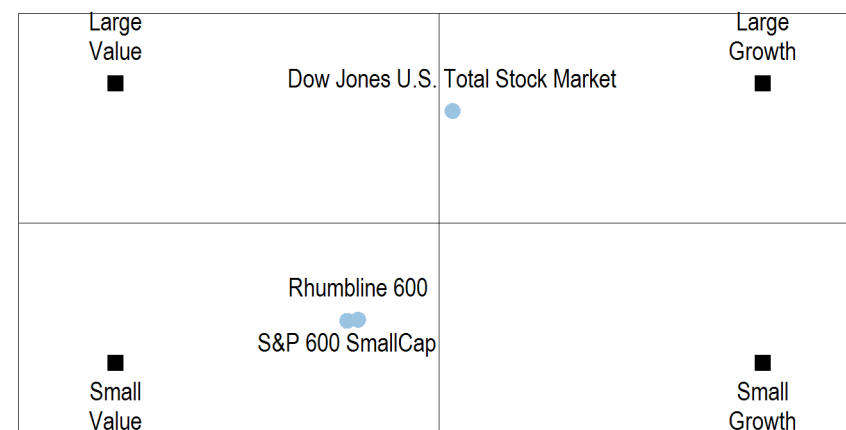 Large
Value
Large
Growth
Dow Jones U.S. Total Stock Market
Rhumbline 600
S&P 600 SmallCap
Small
Value
Small
Growth